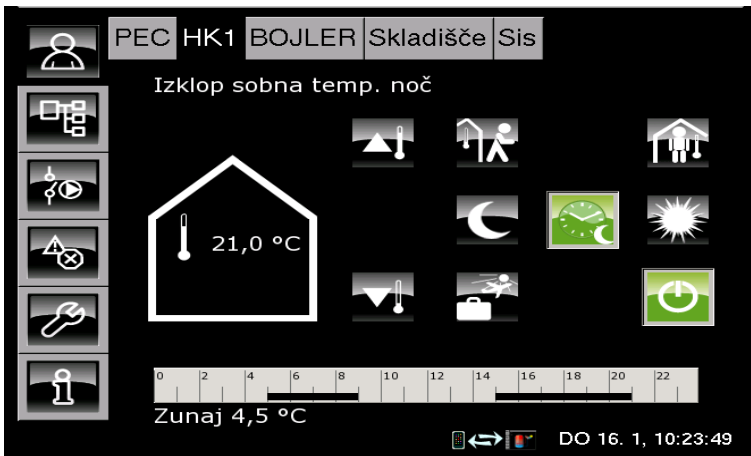 PEC HK1 BOJLER Skladišče Sis
Izklop sobna temp. noč
21,0 °C
0 2 4 6 8 10 12 14 16 18 20 22
Zunaj 4,5 °C
DO 16. 1, 10:23:49